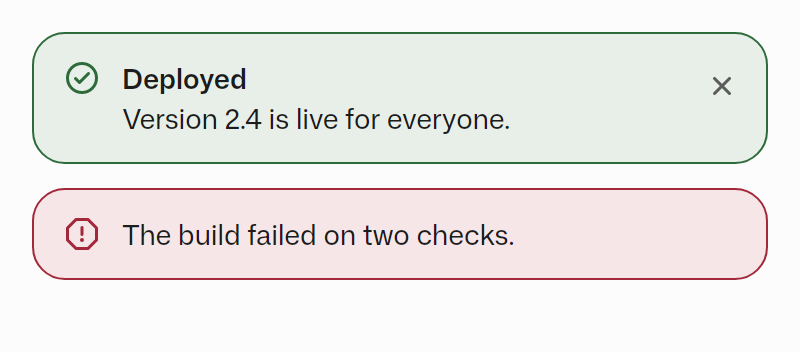 Deployed
Version 2.4 is live for everyone.
The build failed on two checks.